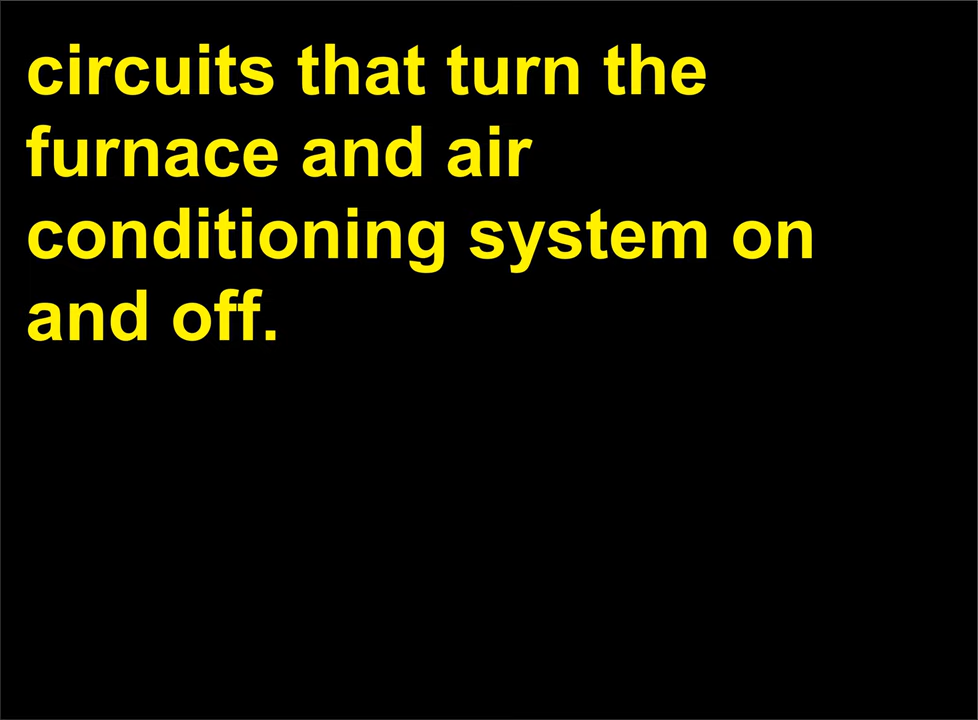 circuits that turn the
furnace and air
conditioning system on
and off.